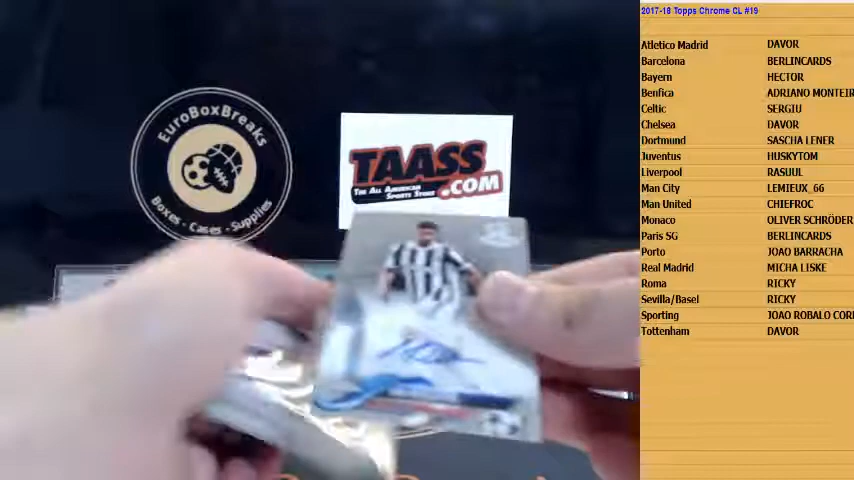 2017-18 Topps Chrome CL #19
Atletico Madrid DAVOR
Barcelona BERLINCARDS
Bayern HECTOR
Benfica ADRIANO MONTEIR
Celtic SERGIU
Chelsea DAVOR
Dortmund SASCHA LENER
Juventus HUSKYTOM
Liverpool RASUUL
Man City LEMIEUX_66
Man United CHIEFROC
Monaco OLIVER SCHRÖDER
Paris SG BERLINCARDS
Porto JOAO BARRACHA
Real Madrid MICHA LISKE
Roma RICKY
Sevilla/Basel RICKY
Sporting JOAO ROBALO CORI
Tottenham DAVOR
EuroBoxBreaks
Boxes - Cases - Supplies
TAASS
THE ALL AMERICAN
SPORTS STORE
.COM